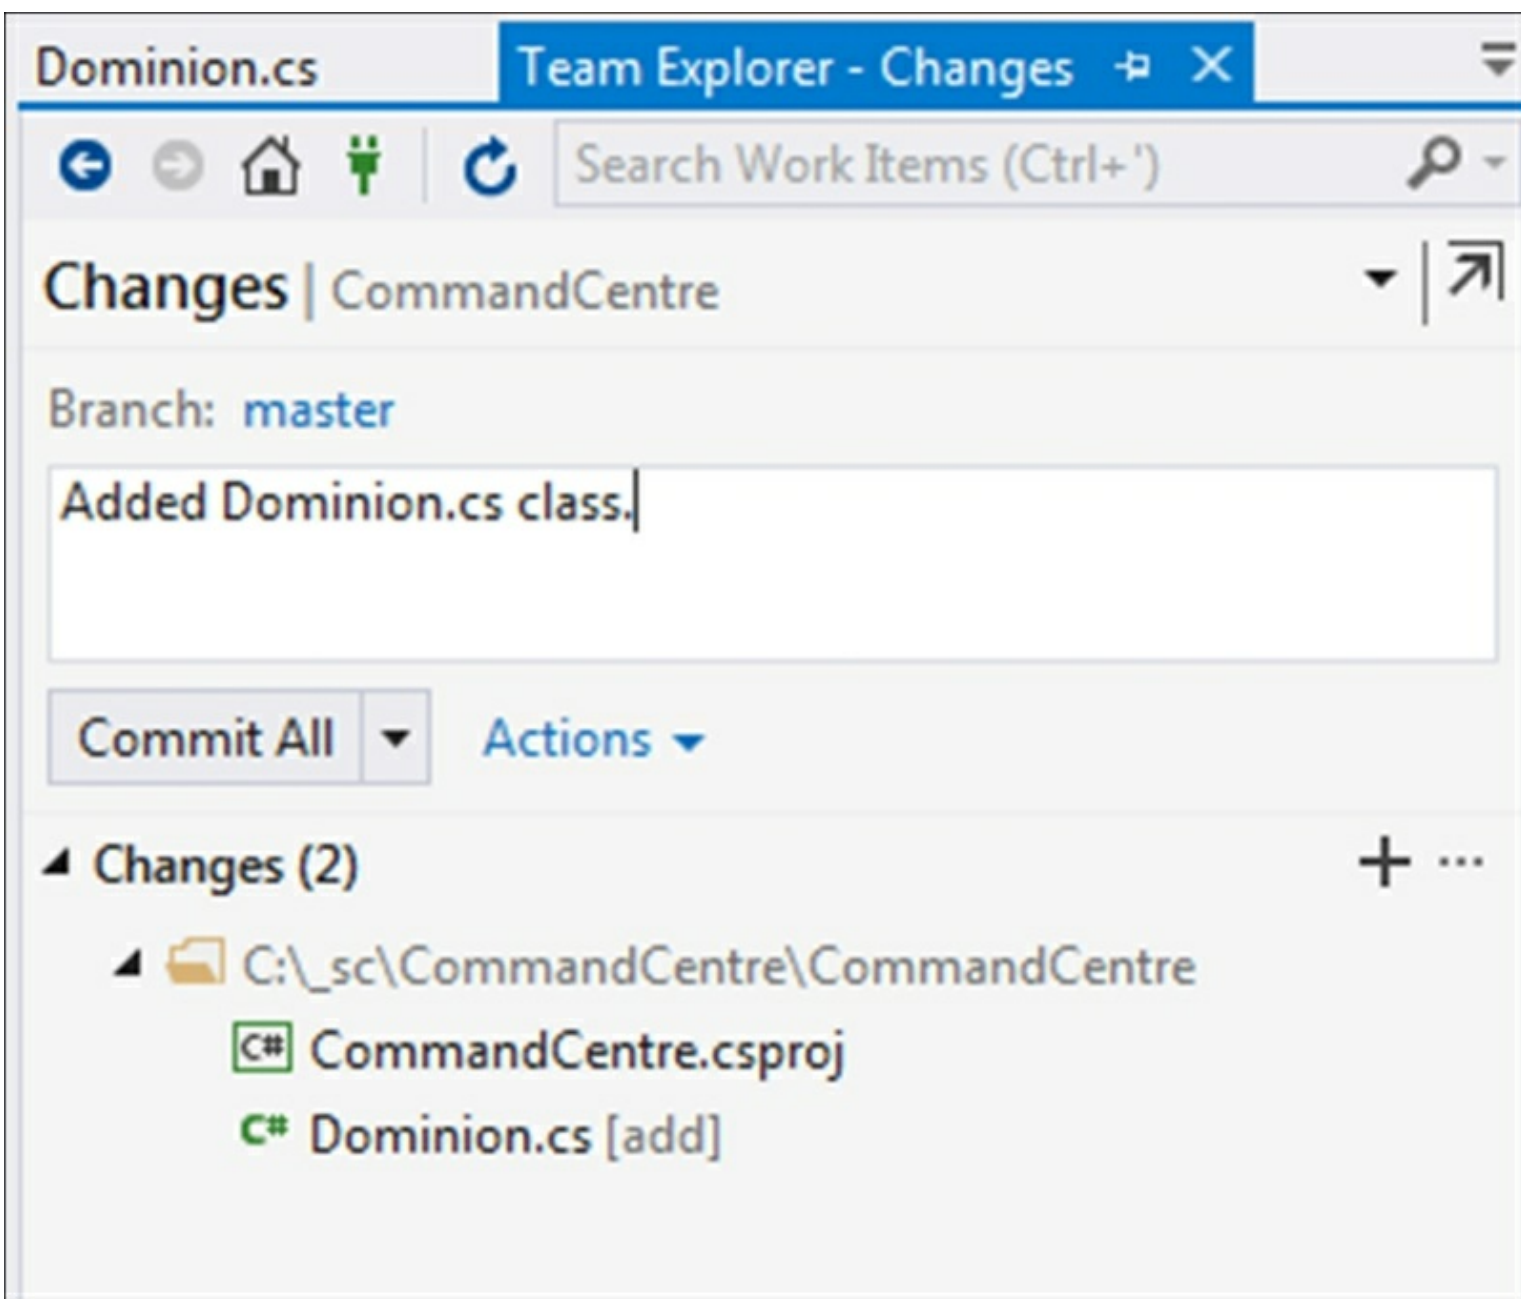 Dominion.cs
Team Explorer - Changes
Search Work Items (Ctrl+')
Changes | CommandCentre
Branch: master
Added Dominion.cs class.
Commit All
Actions
Changes (2)
C:\_sc\CommandCentre\CommandCentre
C# CommandCentre.csproj
C# Dominion.cs [add]